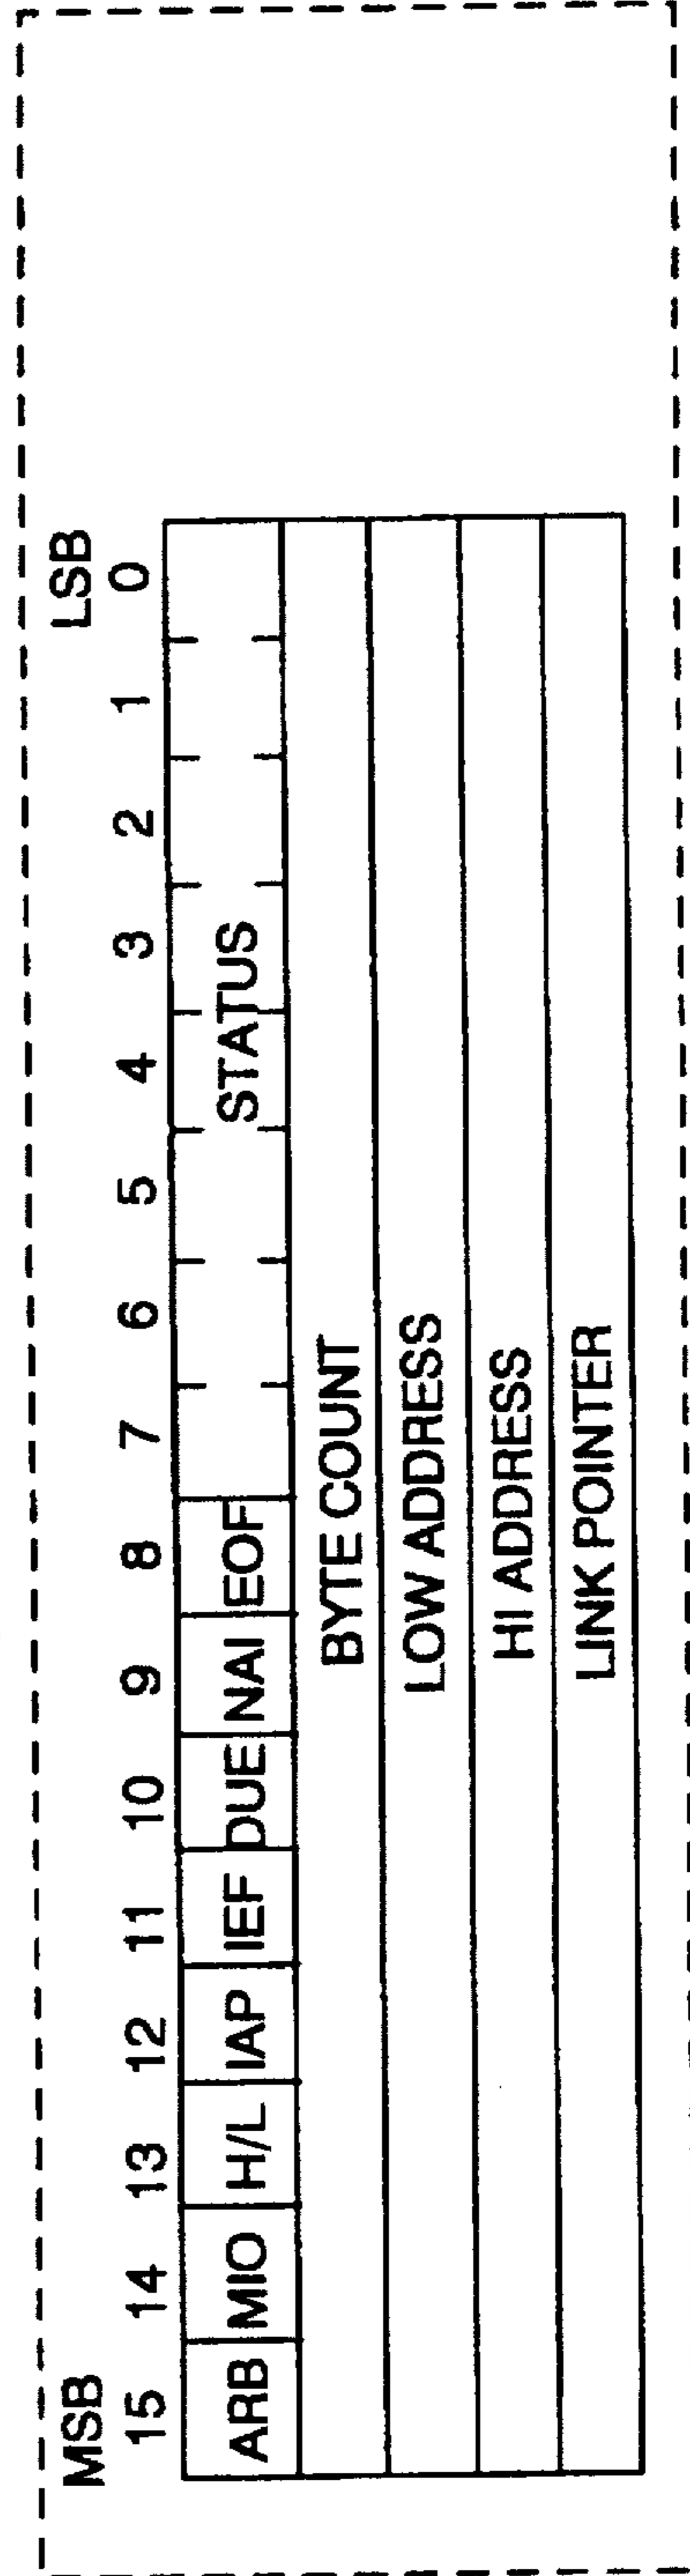 MSB LSB
15 14 13 12 11 10 9 8 7 6 5 4 3 2 1 0
ARB MIO H/L IAP IEF DUE NAI EOF STATUS
BYTE COUNT
LOW ADDRESS
HI ADDRESS
LINK POINTER